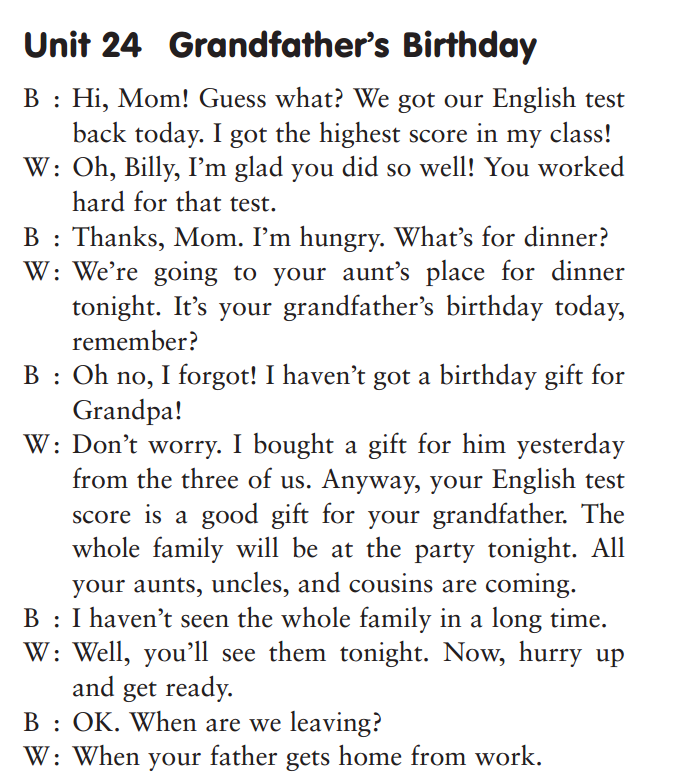 Unit 24 Grandfather's Birthday
B : Hi, Mom! Guess what? We got our English test
back today. I got the highest score in my class!
W: Oh, Billy, I'm glad you did so well! You worked
hard for that test.
B : Thanks, Mom. I'm hungry. What's for dinner?
W: We're going to your aunt's place for dinner
tonight. It's your grandfather's birthday today,
remember?
B : Oh no, I forgot! I haven't got a birthday gift for
Grandpa!
W: Don't worry. I bought a gift for him yesterday
from the three of us. Anyway, your English test
score is a good gift for your grandfather. The
whole family will be at the party tonight. All
your aunts, uncles, and cousins are coming.
B : I haven't seen the whole family in a long time.
W: Well, you'll see them tonight. Now, hurry up
and get ready.
B : OK. When are we leaving?
W: When your father gets home from work.